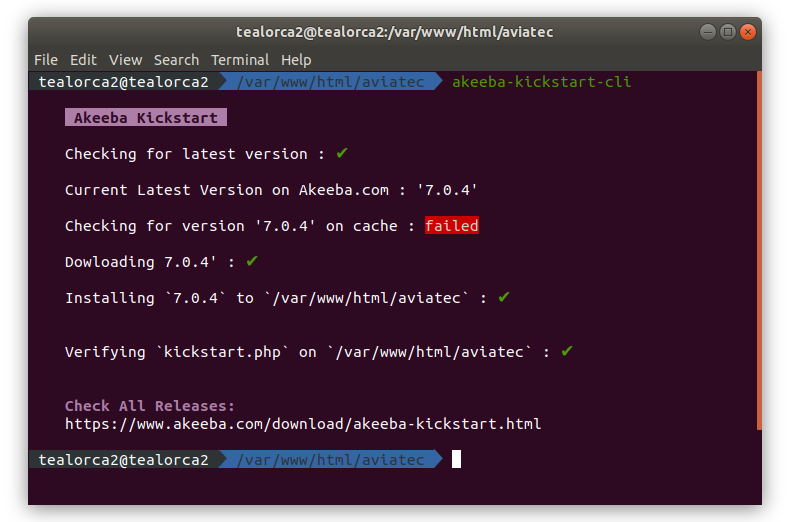 tealorca2@tealorca2:/var/www/html/aviatec
File Edit View Search Terminal Help
tealorca2@tealorca2 /var/www/html/aviatec akeeba-kickstart-cli
Akeeba Kickstart
Checking for latest version : ✔
Current Latest Version on Akeeba.com : '7.0.4'
Checking for version '7.0.4' on cache : failed
Dowloading 7.0.4' : ✔
Installing `7.0.4` to `/var/www/html/aviatec` : ✔
Verifying `kickstart.php` on `/var/www/html/aviatec` : ✔
Check All Releases:
https://www.akeeba.com/download/akeeba-kickstart.html
tealorca2@tealorca2 /var/www/html/aviatec